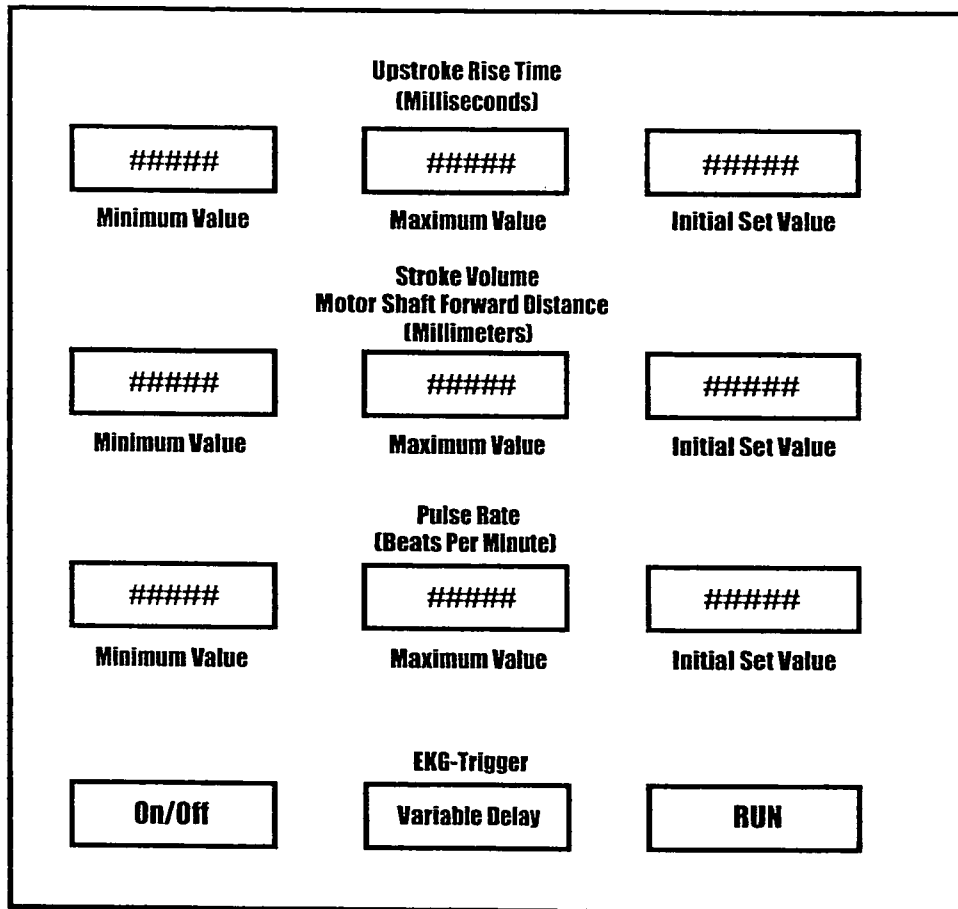 Upstroke Rise Time
(Milliseconds)
##### ##### #####
Minimum Value Maximum Value Initial Set Value
Stroke Volume
Motor Shaft Forward Distance
(Millimeters)
##### ##### #####
Minimum Value Maximum Value Initial Set Value
Pulse Rate
(Beats Per Minute)
##### ##### #####
Minimum Value Maximum Value Initial Set Value
EKG-Trigger
On/Off Variable Delay RUN